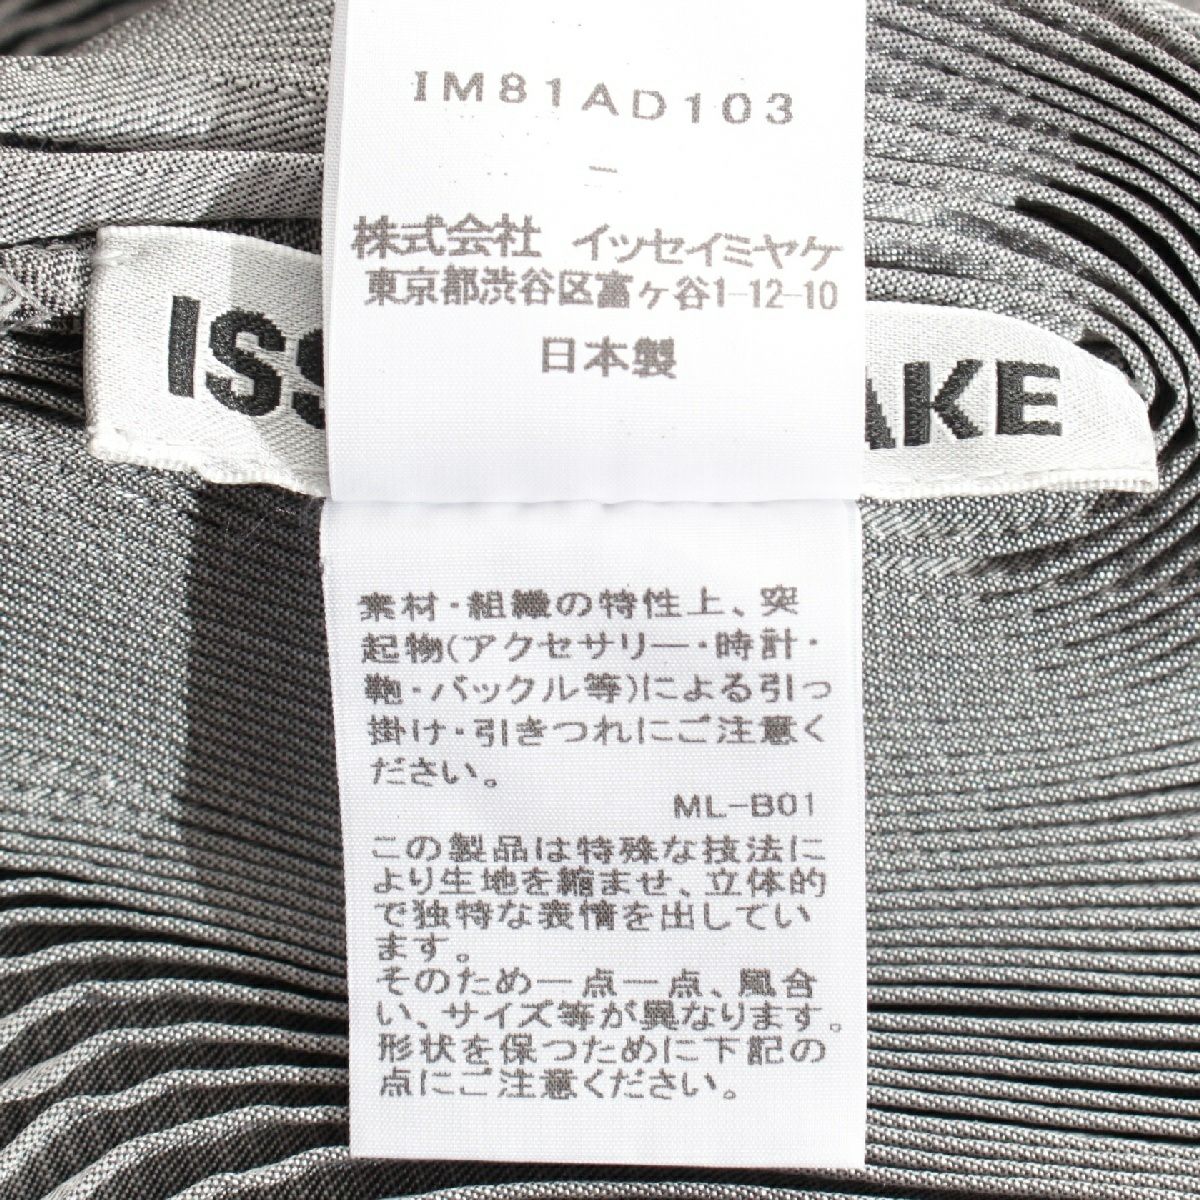 IM81AD103
-
株式会社 イッセイミヤケ
東京都渋谷区富ヶ谷1-12-10
日本製
ISS AKE
素材・組織の特性上、突
起物(アクセサリー・時計・
鞄・バックル等)による引っ
掛け・引きつれにご注意く
ださい。
ML-B01
この製品は特殊な技法に
より生地を縮ませ、立体的
で独特な表情を出してい
ます。
そのため一点一点、風合
い、サイズ等が異なります。
形状を保つために下記の
点にご注意ください。